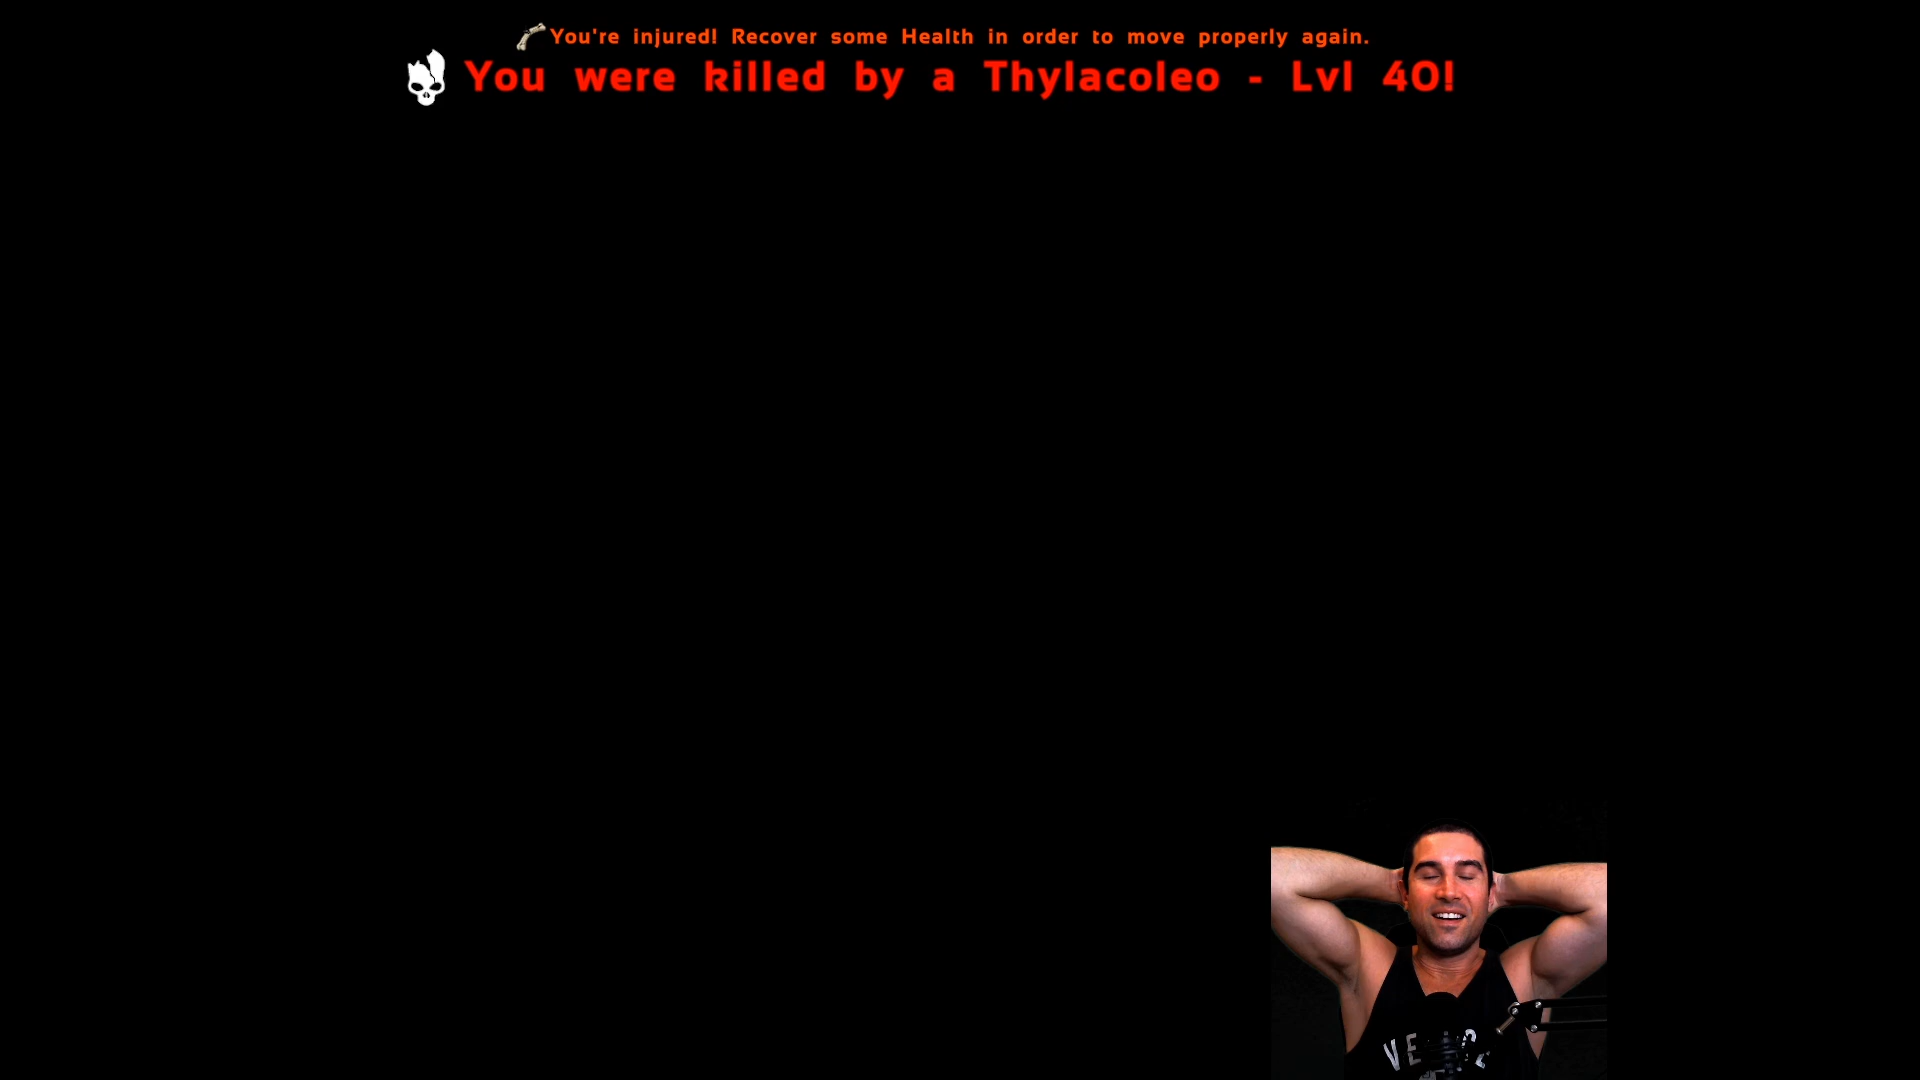 You're injured! Recover some Health in order to move properly again.
You were killed by a Thylacoleo - Lvl 40!